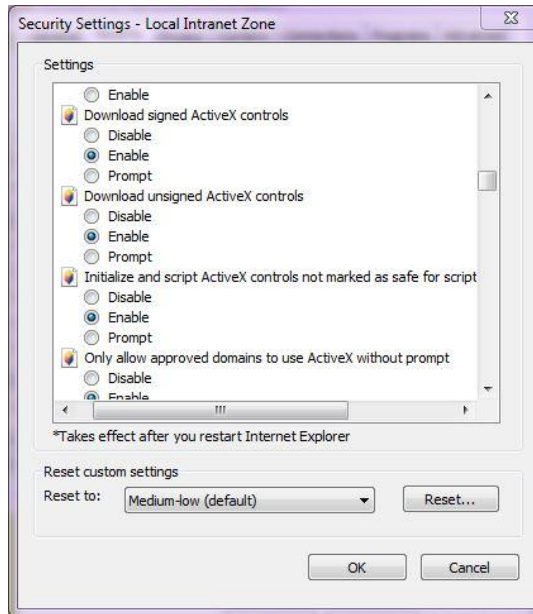 Security Settings - Local Intranet Zone
Settings
Enable
Download signed ActiveX controls
Disable
Enable
Prompt
Download unsigned ActiveX controls
Disable
Enable
Prompt
Initialize and script ActiveX controls not marked as safe for script
Disable
Enable
Prompt
Only allow approved domains to use ActiveX without prompt
Disable
Enable
*Takes effect after you restart Internet Explorer
Reset custom settings
Reset to: Medium-low (default) Reset...
OK Cancel